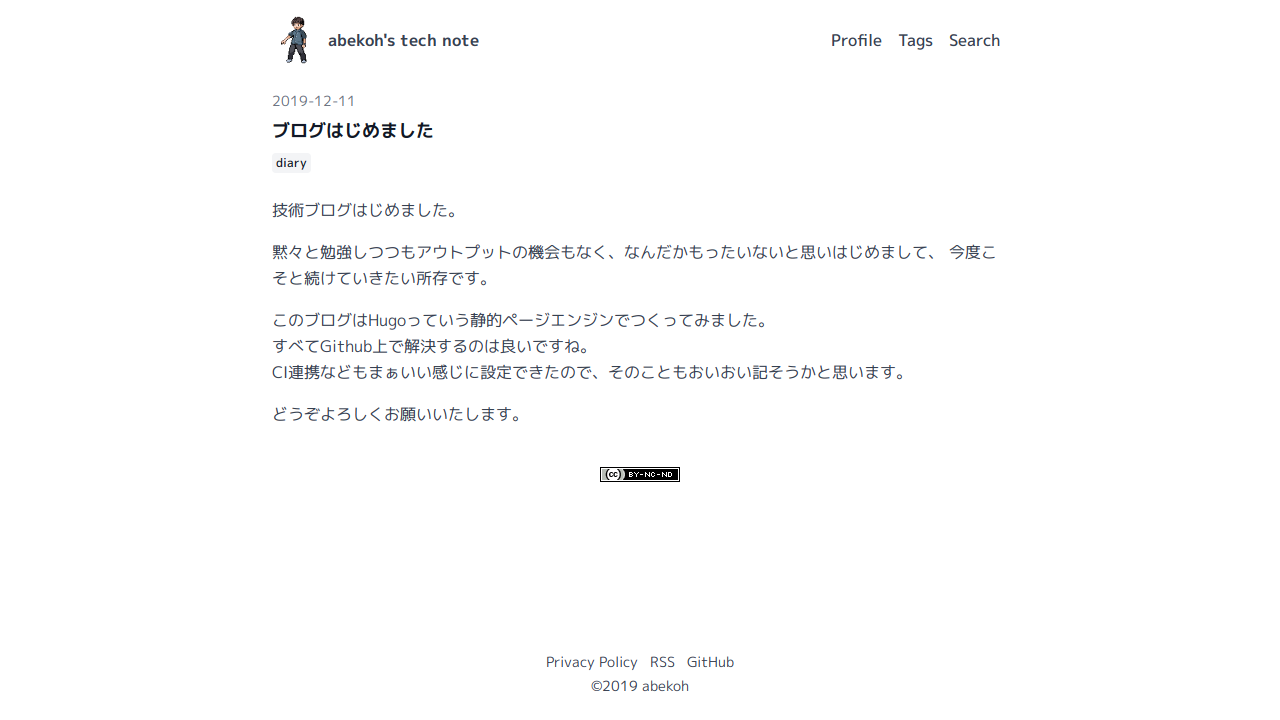 abekoh's tech note
Profile Tags Search
2019-12-11
ブログはじめました
diary
技術ブログはじめました。
黙々と勉強しつつもアウトプットの機会もなく、なんだかもったいないと思いはじめまして、 今度こ
そと続けていきたい所存です。
このブログはHugoっていう静的ページエンジンでつくってみました。
すべてGithub上で解決するのは良いですね。
CI連携などもまぁいい感じに設定できたので、そのこともおいおい記そうかと思います。
どうぞよろしくお願いいたします。
cc BY-NC-ND
Privacy Policy RSS GitHub
©2019 abekoh